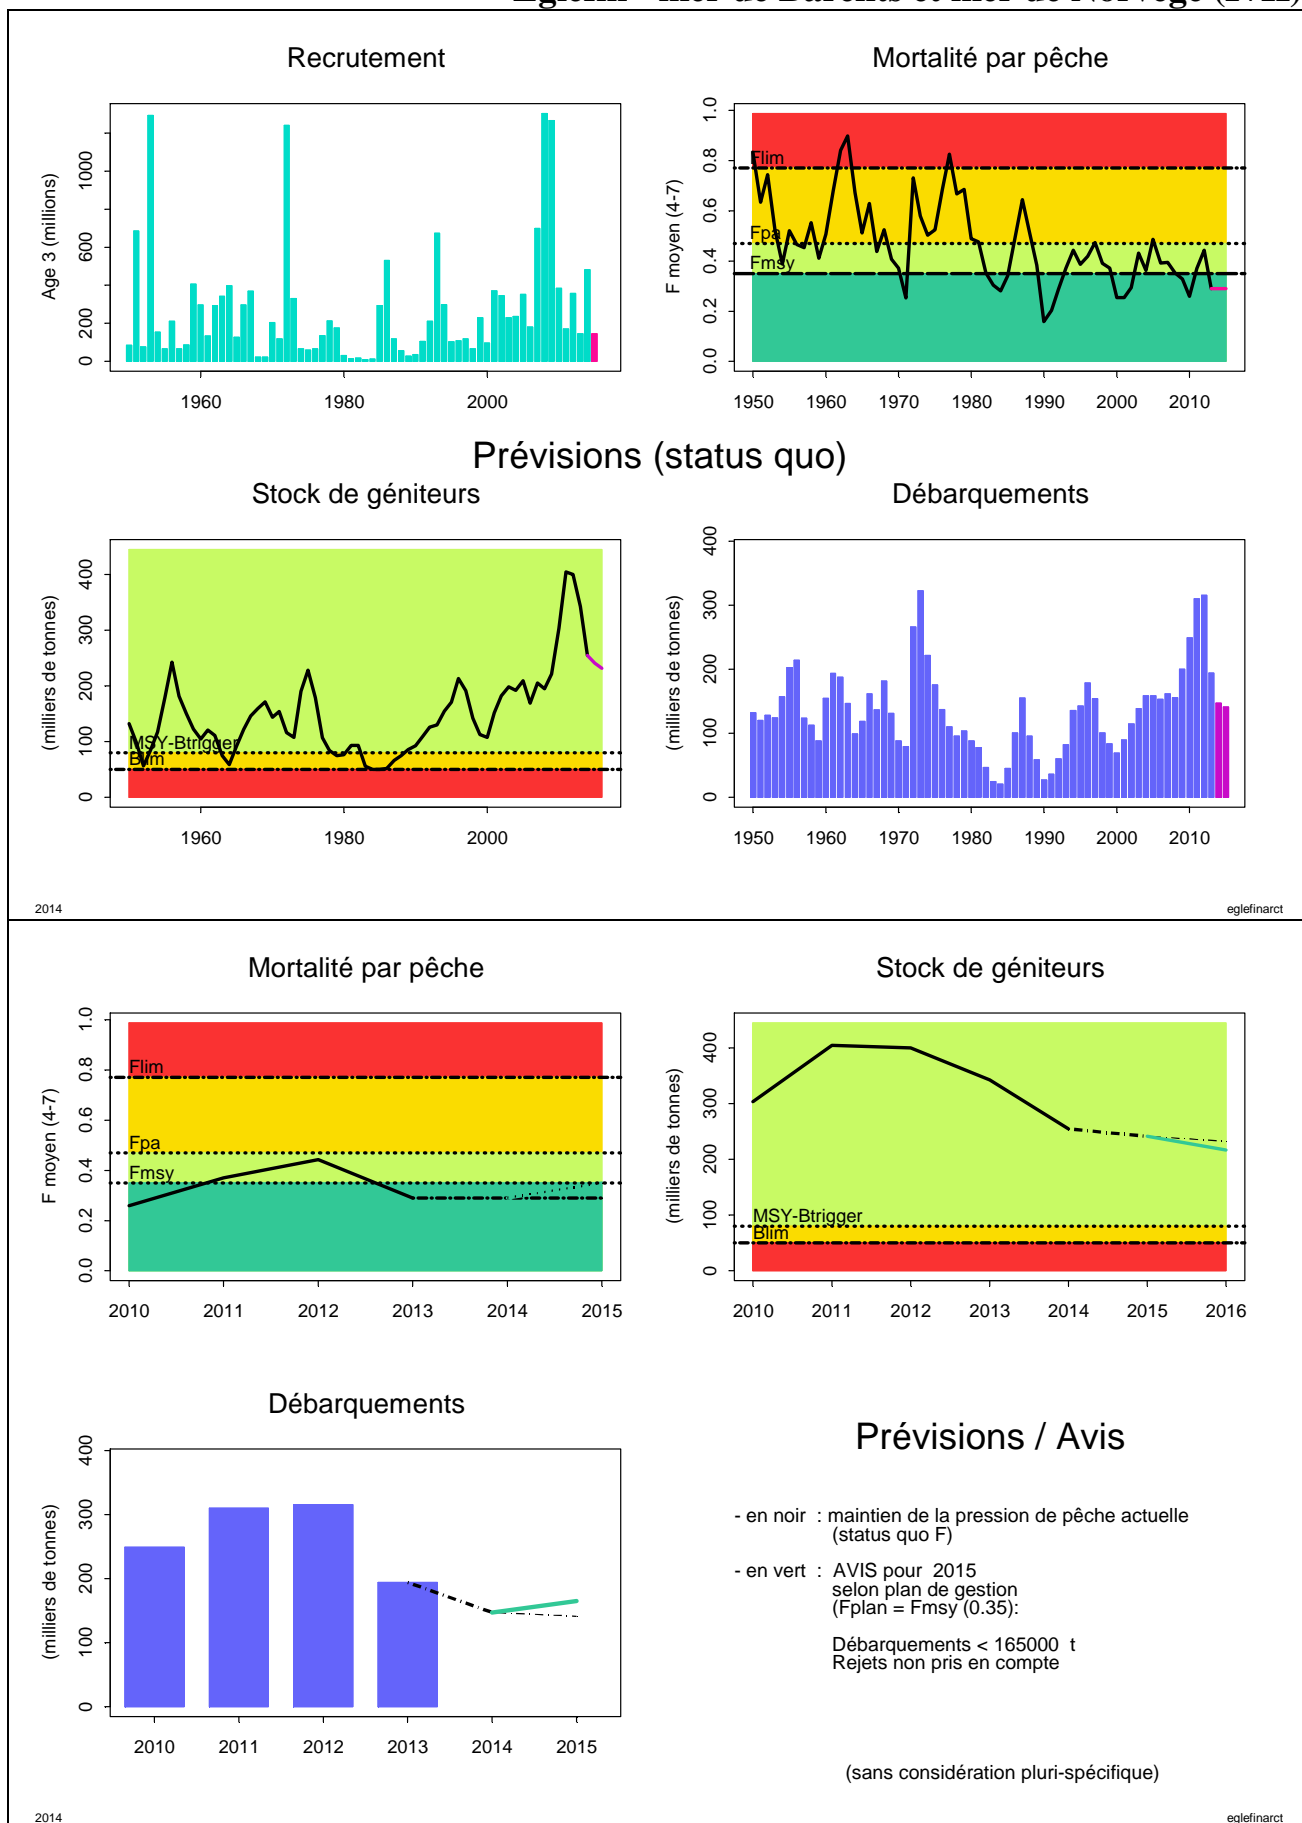 Recrutement
Mortalité par pêche
Age 3 (millions)
0 200 600 1000
1960 1980 2000
F moyen (4-7)
0.0 0.2 0.4 0.6 0.8 1.0
Flim
Fpa
Fmsy
1950 1960 1970 1980 1990 2000 2010
Prévisions (status quo)
Stock de géniteurs
Débarquements
(milliers de tonnes)
0 100 200 300 400
MSY-Btrigger
Blim
1960 1980 2000
(milliers de tonnes)
0 100 200 300 400
1950 1960 1970 1980 1990 2000 2010
2014
eglefinarct
Mortalité par pêche
Stock de géniteurs
F moyen (4-7)
0.0 0.2 0.4 0.6 0.8 1.0
Flim
Fpa
Fmsy
2010 2011 2012 2013 2014 2015
(milliers de tonnes)
0 100 200 300 400
MSY-Btrigger
Blim
2010 2011 2012 2013 2014 2015 2016
Débarquements
(milliers de tonnes)
0 100 200 300 400
2010 2011 2012 2013 2014 2015
Prévisions / Avis
- en noir : maintien de la pression de pêche actuelle
(status quo F)
- en vert : AVIS pour 2015
selon plan de gestion
(Fplan = Fmsy (0.35):
Débarquements < 165000 t
Rejets non pris en compte
(sans considération pluri-spécifique)
2014
eglefinarct